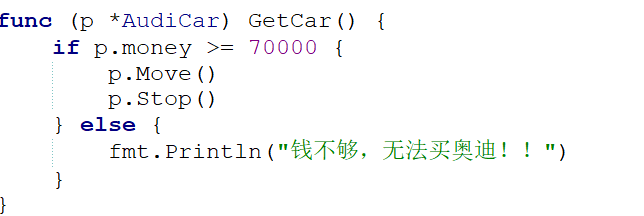 func (p *AudiCar) GetCar() {
    if p.money >= 70000 {
        p.Move()
        p.Stop()
    } else {
        fmt.Println("钱不够，无法买奥迪！！")
    }
}